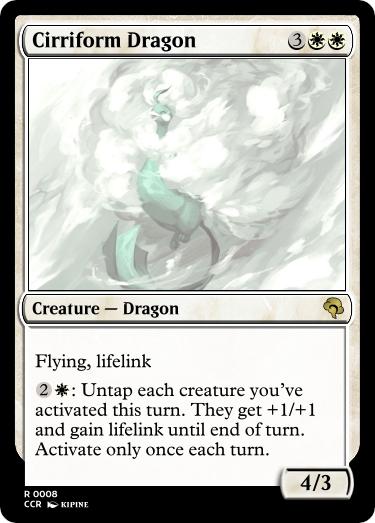 Cirriform Dragon 3
Creature — Dragon
Flying, lifelink
2 : Untap each creature you've
activated this turn. They get +1/+1
and gain lifelink until end of turn.
Activate only once each turn.
4/3
R 0008
CCR KIPINE